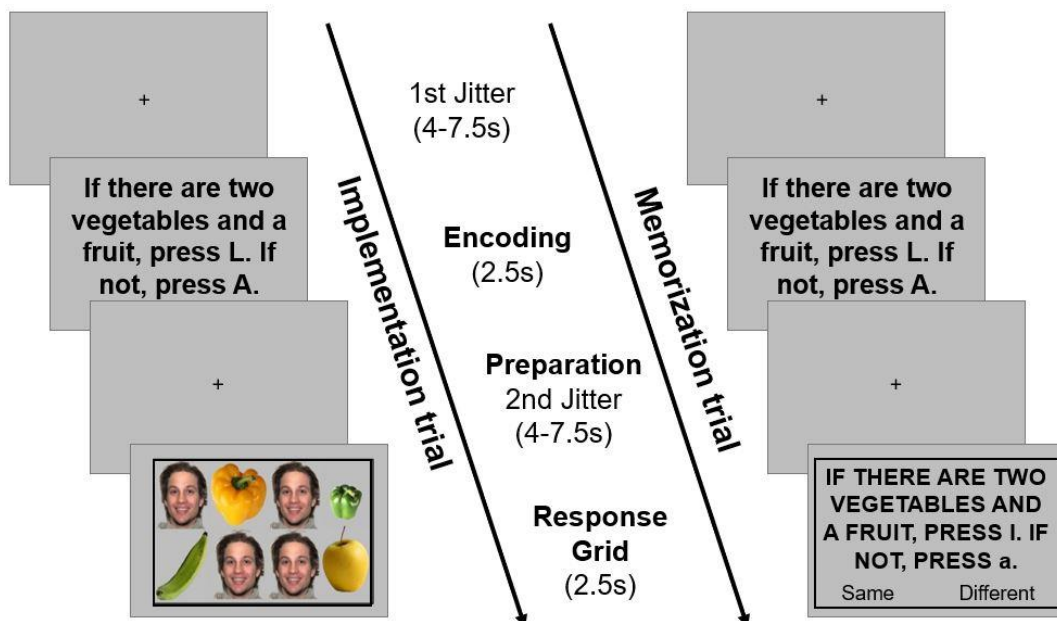 +
If there are two
vegetables and a
fruit, press L. If
not, press A.
+
Implementation trial
1st Jitter
(4-7.5s)
Encoding
(2.5s)
Preparation
2nd Jitter
(4-7.5s)
Response
Grid
(2.5s)
Memorization trial
+
If there are two
vegetables and a
fruit, press L. If
not, press A.
+
IF THERE ARE TWO
VEGETABLES AND
A FRUIT, PRESS l. IF
NOT, PRESS a.
Same Different